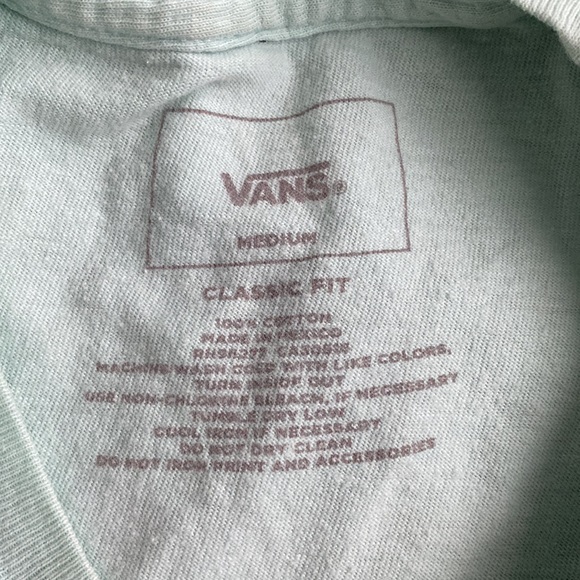 VANS®
MEDIUM
CLASSIC FIT
100% COTTON
MADE IN MEXICO
RN96277 CA30516
MACHINE WASH COLD WITH LIKE COLORS,
TURN INSIDE OUT
USE NON-CHLORINE BLEACH, IF NECESSARY
TUMBLE DRY LOW
COOL IRON IF NECESSARY
DO NOT DRY CLEAN
DO NOT IRON PRINT AND ACCESSORIES